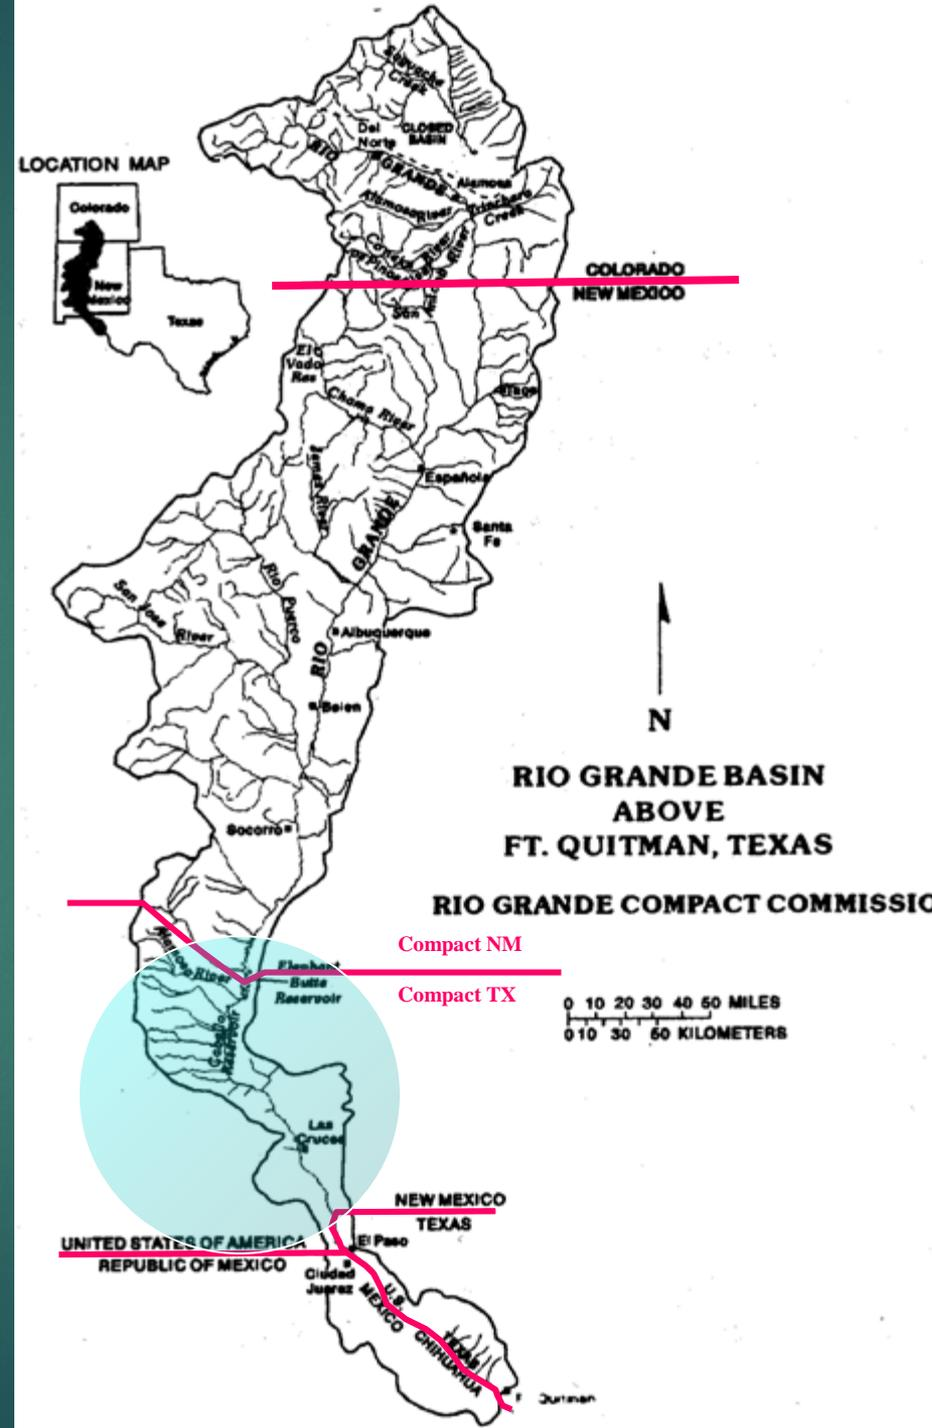 Saguache
Creek
Del
Norte
CLOSED
BASIN
RIO
GRANDE
LOCATION MAP
Alamosa
Colorado
Alamosa River
Trinchera
Creek
Conejos River
San
COLORADO
NEW MEXICO
New
Mexico
Texas
El
Vado
Res
Taos
Chama River
Jemez River
Española
GRANDE
Santa
Fe
Rio
Puerco
San Jose
River
Albuquerque
RIO
Belen
N
RIO GRANDE BASIN
ABOVE
FT. QUITMAN, TEXAS
Socorro
RIO GRANDE COMPACT COMMISSIO
Compact NM
Alamosa River
Elephant
Butte
Reservoir
Compact TX
0 10 20 30 40 50 MILES
0 10 30 50 KILOMETERS
Caballo
Reservoir
Las
Cruces
NEW MEXICO
TEXAS
UNITED STATES OF AMERICA
El Paso
REPUBLIC OF MEXICO
Ciudad
Juarez
U.S.
MEXICO
TEXAS
CHIHUAHUA
Quitman